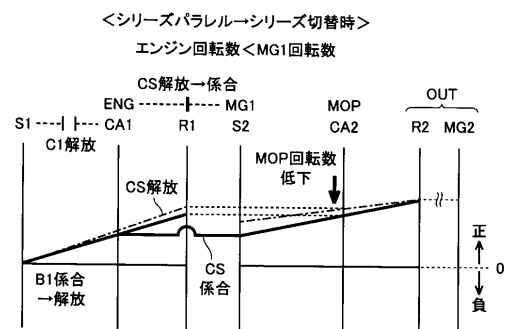 ＜シリーズパラレル→シリーズ切替時＞
エンジン回転数＜MG1回転数
CS解放→係合
OUT
ENG
MG1
MOP
S1
C1解放
CA1
R1
S2
CA2
R2
MG2
CS解放
MOP回転数
低下
CS
係合
B1係合
→解放
正
0
負